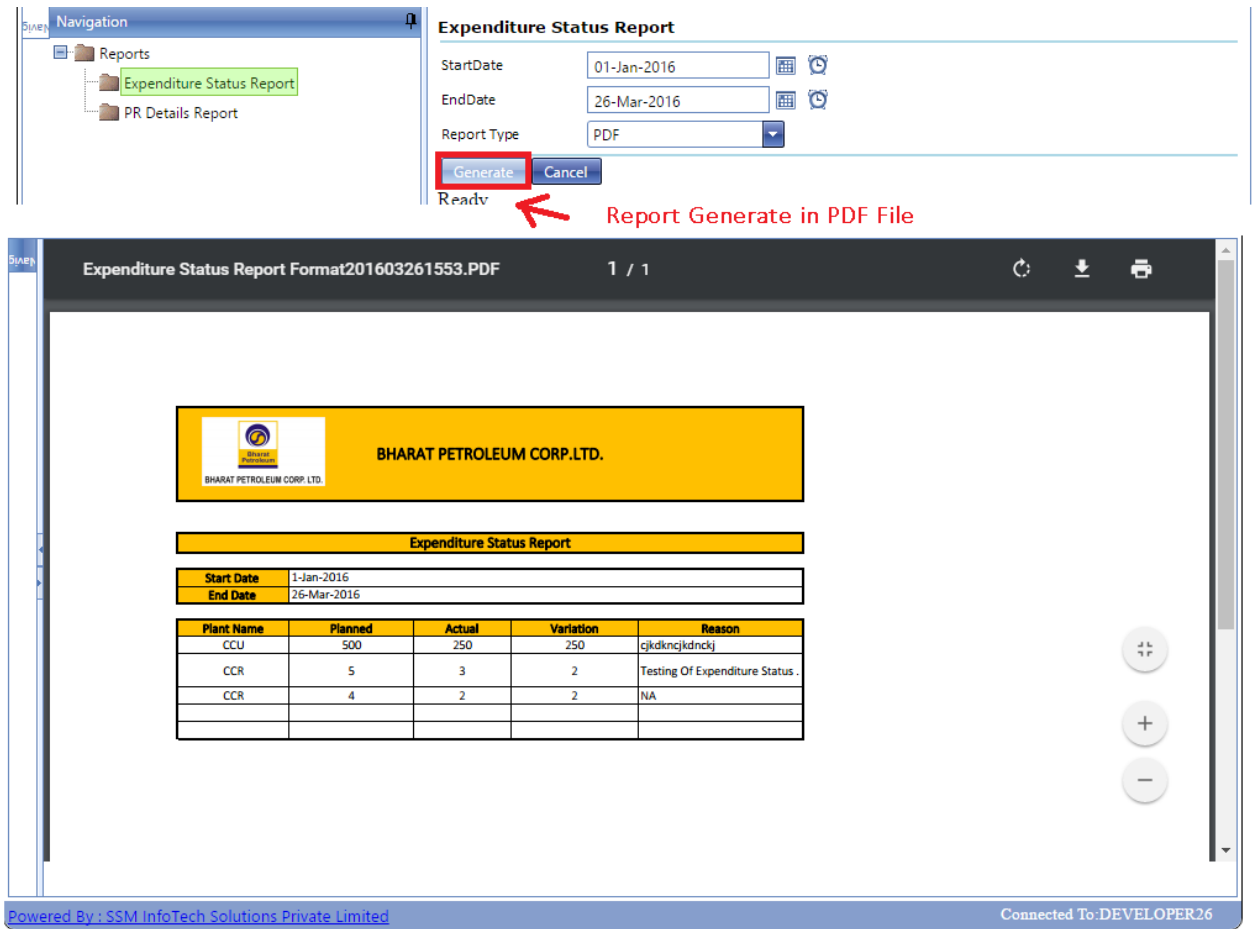 Navig
Navigation
Reports
Expenditure Status Report
PR Details Report
Expenditure Status Report
StartDate 01-Jan-2016
EndDate 26-Mar-2016
Report Type PDF
Generate Cancel
Ready
Report Generate in PDF File
Navig
Expenditure Status Report Format201603261553.PDF 1 / 1
Bharat
Petroleum
BHARAT PETROLEUM CORP. LTD.
BHARAT PETROLEUM CORP.LTD.
Expenditure Status Report
Start Date 1-Jan-2016
End Date 26-Mar-2016
Plant Name Planned Actual Variation Reason
CCU 500 250 250 cjkdkncjkdnckj
CCR 5 3 2 Testing Of Expenditure Status .
CCR 4 2 2 NA
Powered By : SSM InfoTech Solutions Private Limited
Connected To:DEVELOPER26